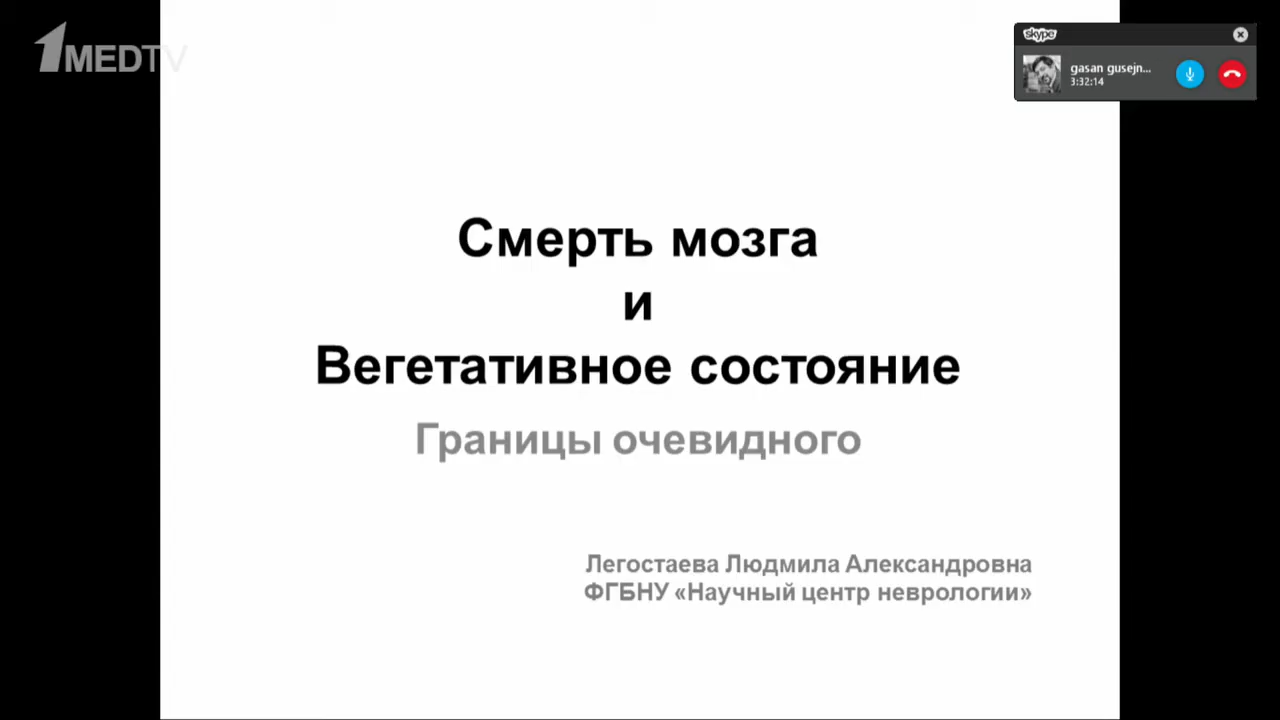 1MEDTV
skype
gasan gusejn...
3:32:14
Смерть мозга
и
Вегетативное состояние
Границы очевидного
Легостаева Людмила Александровна
ФГБНУ «Научный центр неврологии»